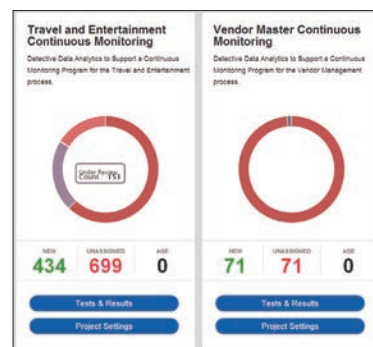 Travel and Entertainment
Continuous Monitoring
Detective Data Analytics to Support a Continuous
Monitoring Program for the Travel and Entertainment
process.
Under Review
Count 151
NEW UNASSIGNED AGE
434 699 0
Tests & Results
Project Settings
Vendor Master Continuous
Monitoring
Detective Data Analytics to Support a Continuous
Monitoring Program for the Vendor Management
process.
NEW UNASSIGNED AGE
71 71 0
Tests & Results
Project Settings